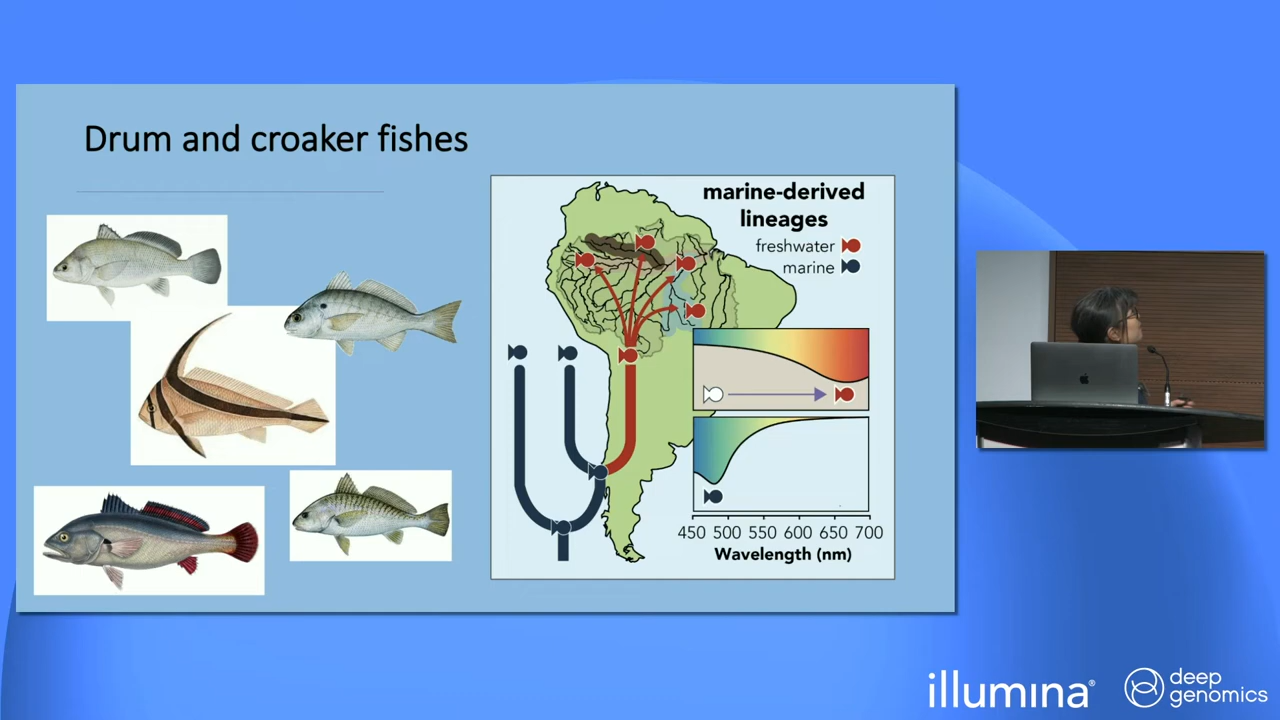 Drum and croaker fishes
marine-derived
lineages
freshwater
marine
450 500 550 600 650 700
Wavelength (nm)
illumina®
deep
genomics